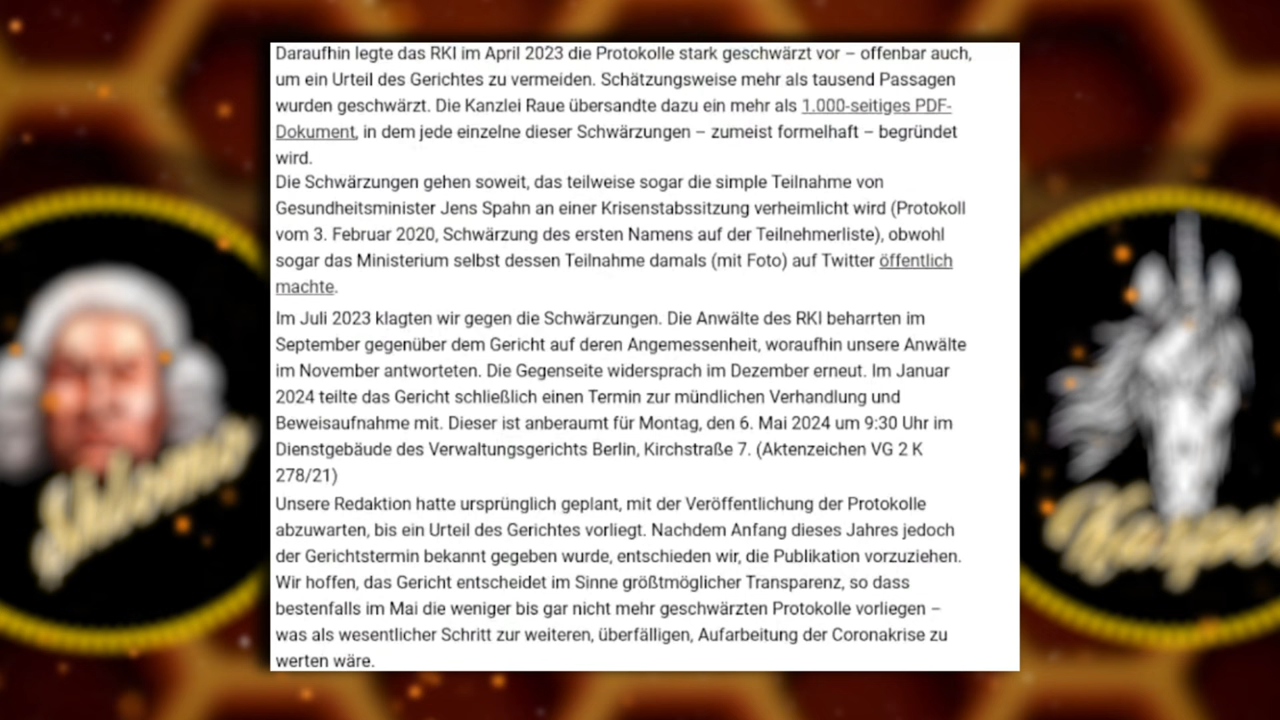 Daraufhin legte das RKI im April 2023 die Protokolle stark geschwärzt vor – offenbar auch,
um ein Urteil des Gerichtes zu vermeiden. Schätzungsweise mehr als tausend Passagen
wurden geschwärzt. Die Kanzlei Raue übersandte dazu ein mehr als 1.000-seitiges PDF-
Dokument, in dem jede einzelne dieser Schwärzungen – zumeist formelhaft – begründet
wird.
Die Schwärzungen gehen soweit, das teilweise sogar die simple Teilnahme von
Gesundheitsminister Jens Spahn an einer Krisenstabssitzung verheimlicht wird (Protokoll
vom 3. Februar 2020, Schwärzung des ersten Namens auf der Teilnehmerliste), obwohl
sogar das Ministerium selbst dessen Teilnahme damals (mit Foto) auf Twitter öffentlich
machte.
Im Juli 2023 klagten wir gegen die Schwärzungen. Die Anwälte des RKI beharrten im
September gegenüber dem Gericht auf deren Angemessenheit, woraufhin unsere Anwälte
im November antworteten. Die Gegenseite widersprach im Dezember erneut. Im Januar
2024 teilte das Gericht schließlich einen Termin zur mündlichen Verhandlung und
Beweisaufnahme mit. Dieser ist anberaumt für Montag, den 6. Mai 2024 um 9:30 Uhr im
Dienstgebäude des Verwaltungsgerichts Berlin, Kirchstraße 7. (Aktenzeichen VG 2 K
278/21)
Unsere Redaktion hatte ursprünglich geplant, mit der Veröffentlichung der Protokolle
abzuwarten, bis ein Urteil des Gerichtes vorliegt. Nachdem Anfang dieses Jahres jedoch
der Gerichtstermin bekannt gegeben wurde, entschieden wir, die Publikation vorzuziehen.
Wir hoffen, das Gericht entscheidet im Sinne größtmöglicher Transparenz, so dass
bestenfalls im Mai die weniger bis gar nicht mehr geschwärzten Protokolle vorliegen –
was als wesentlicher Schritt zur weiteren, überfälligen, Aufarbeitung der Coronakrise zu
werten wäre.
Shlomo